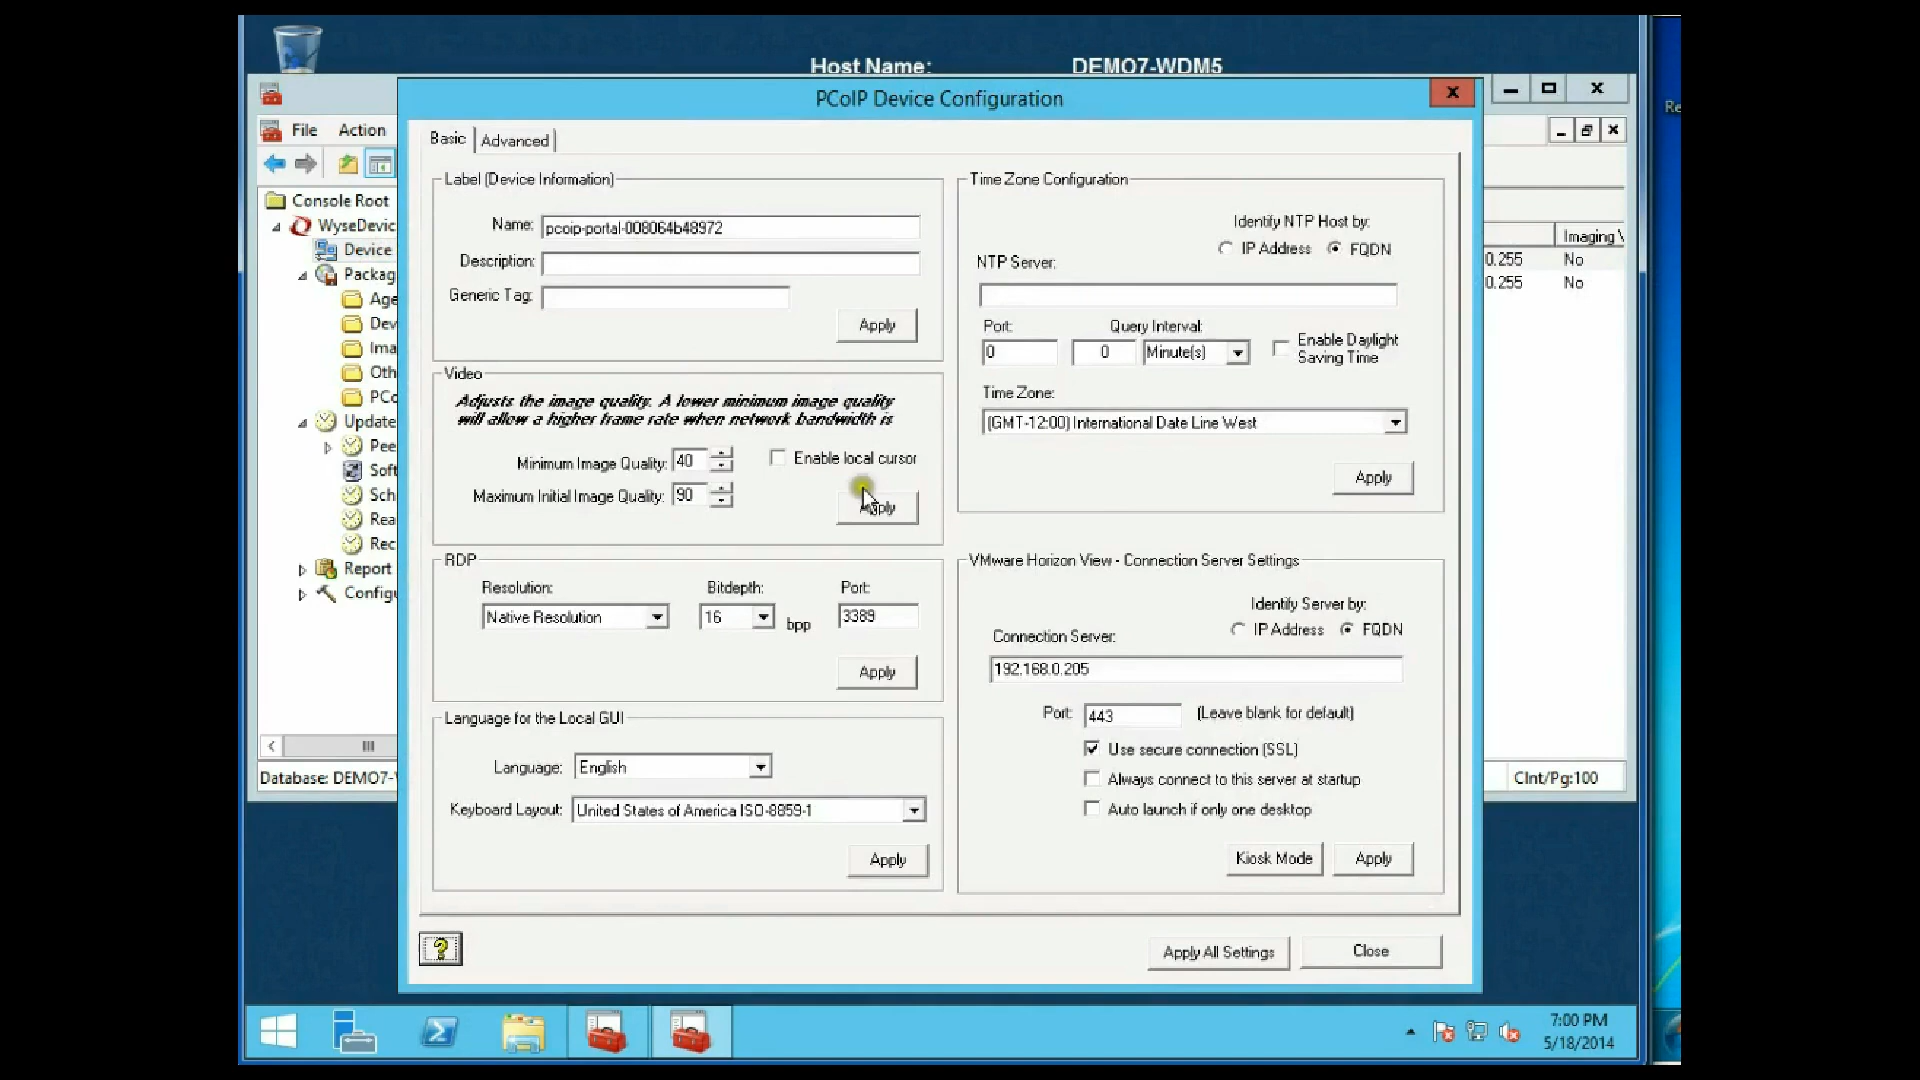 Host Name: DEMO7-WDM5
PCoIP Device Configuration
File Action
Console Root
WyseDevic
Device
Packag
Age
Dev
Ima
Oth
PCo
Update
Pee
Soft
Sch
Rea
Rec
Report
Config
Database: DEMO7-
Basic Advanced
Label (Device Information)
Name: pcoip-portal-008064b48972
Description:
Generic Tag:
Apply
Video
Adjusts the image quality. A lower minimum image quality
will allow a higher frame rate when network bandwidth is
Minimum Image Quality: 40 Enable local cursor
Maximum Initial Image Quality: 90
Apply
RDP
Resolution: Bitdepth: Port:
Native Resolution 16 bpp 3389
Apply
Language for the Local GUI
Language: English
Keyboard Layout: United States of America ISO-8859-1
Apply
Time Zone Configuration
Identify NTP Host by:
IP Address FQDN
NTP Server:
Port: Query Interval:
0 0 Minute(s)
Enable Daylight
Saving Time
Time Zone:
(GMT-12:00) International Date Line West
Apply
VMware Horizon View - Connection Server Settings
Identify Server by:
IP Address FQDN
Connection Server:
192.168.0.205
Port: 443 (Leave blank for default)
Use secure connection (SSL)
Always connect to this server at startup
Auto launch if only one desktop
Kiosk Mode Apply
Apply All Settings Close
Imaging
0.255 No
0.255 No
Clnt/Pg:100
Re
7:00 PM
5/18/2014